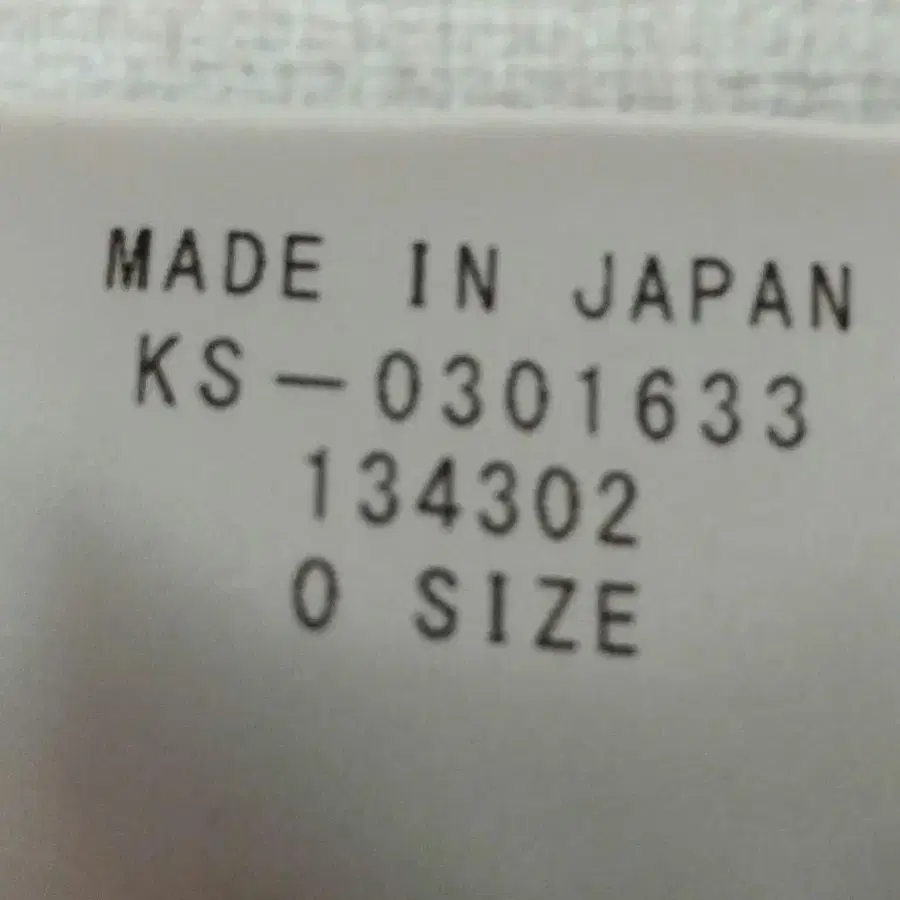 MADE IN JAPAN
KS-0301633
134302
0 SIZE